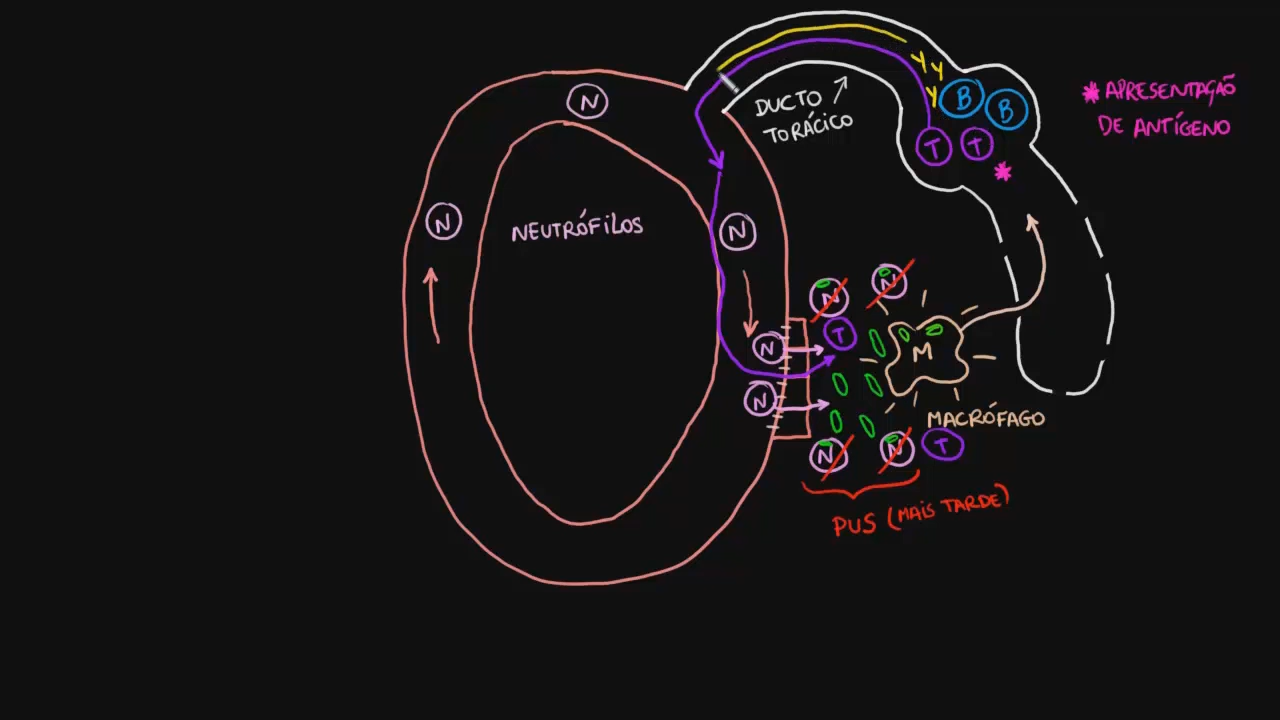 DUCTO
TORÁCICO
* APRESENTAÇÃO
DE ANTÍGENO
Y Y
Y
B
B
T
T
*
N
N
NEUTRÓFILOS
N
N
N
T
N
N
M
MACRÓFAGO
N
N
N
T
PUS (MAIS TARDE)